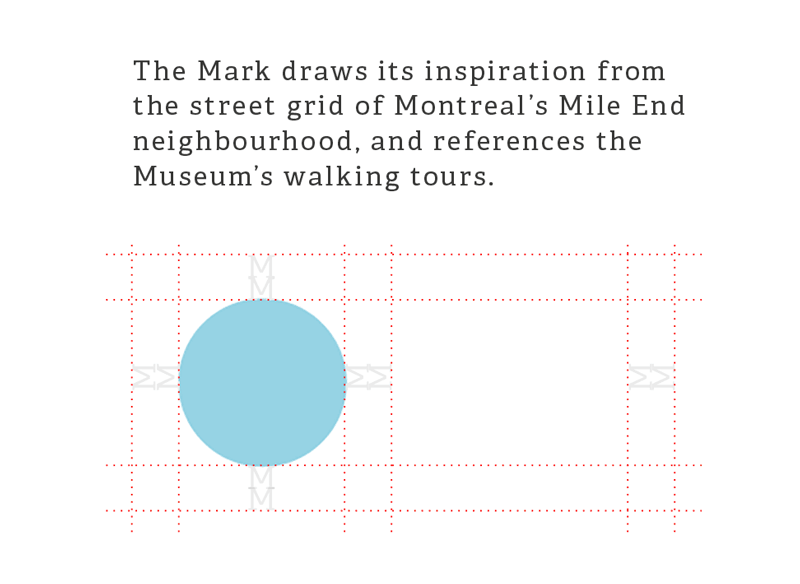 The Mark draws its inspiration from
the street grid of Montreal’s Mile End
neighbourhood, and references the
Museum’s walking tours.
M
M
M M
M M
M M
M
M